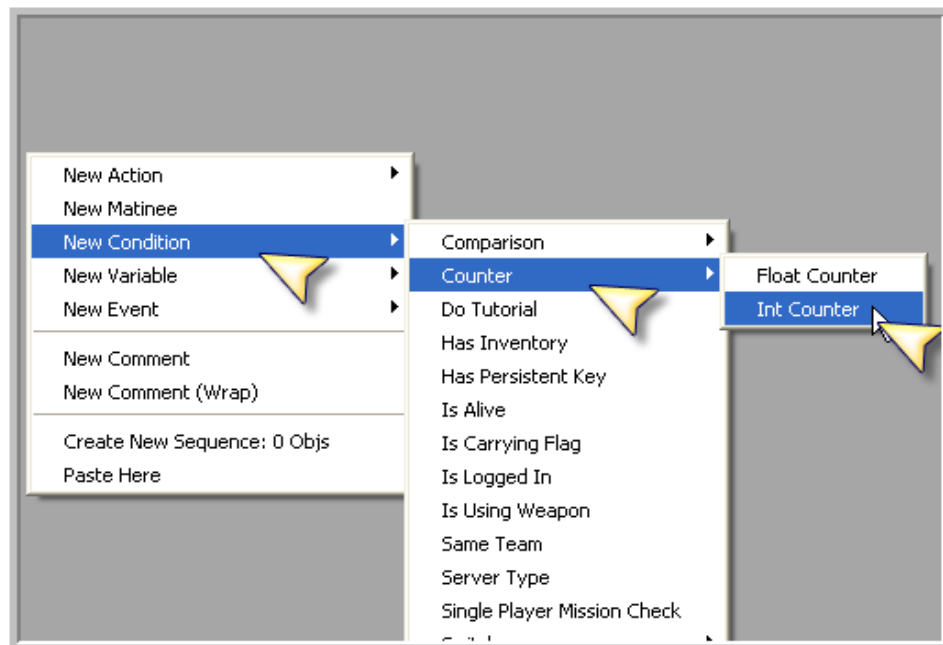 New Action
New Matinee
New Condition
New Variable
New Event
New Comment
New Comment (Wrap)
Create New Sequence: 0 Objs
Paste Here
Comparison
Counter
Do Tutorial
Has Inventory
Has Persistent Key
Is Alive
Is Carrying Flag
Is Logged In
Is Using Weapon
Same Team
Server Type
Single Player Mission Check
Float Counter
Int Counter